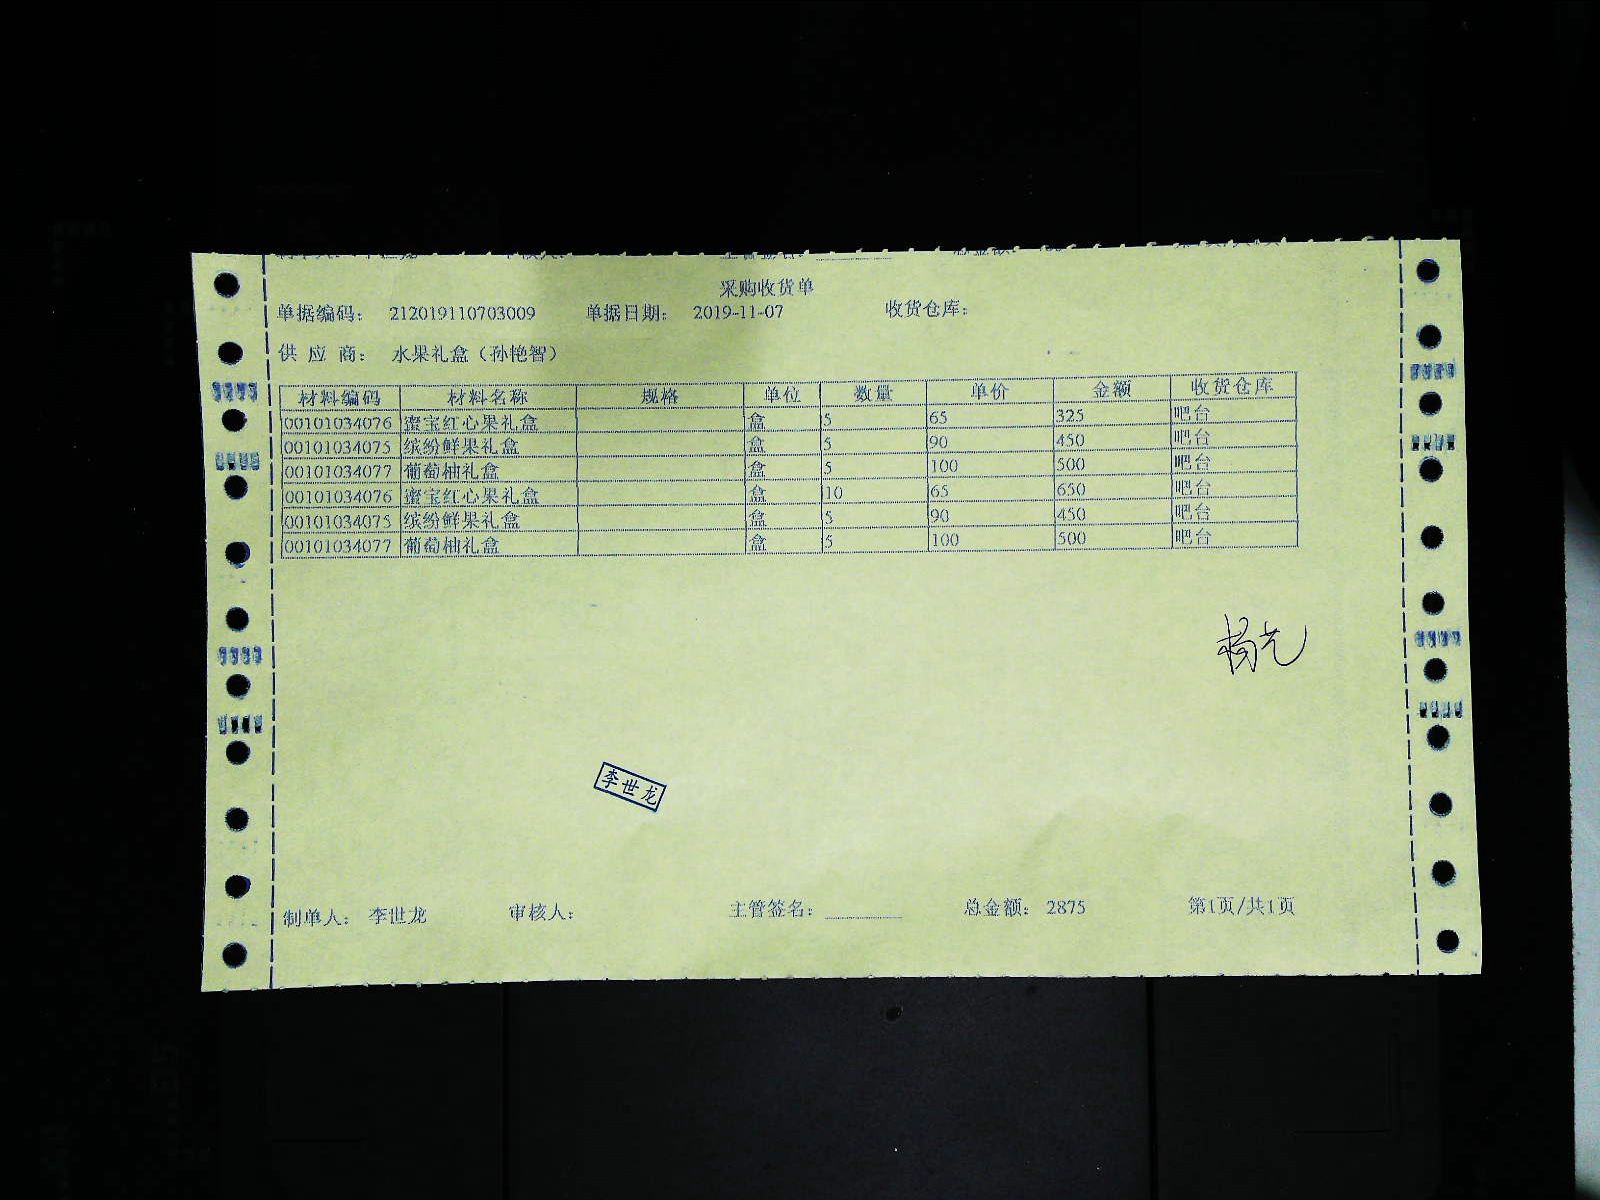 采购收货单
单据编码： 212019110703009 单据日期： 2019-11-07 收货仓库：
供 应 商： 水果礼盒（孙艳智）
材料编码 材料名称 规格 单位 数量 单价 金额 收货仓库
00101034076 蜜宝红心果礼盒 盒 5 65 325 吧台
00101034075 缤纷鲜果礼盒 盒 5 90 450 吧台
00101034077 葡萄柚礼盒 盒 5 100 500 吧台
00101034076 蜜宝红心果礼盒 盒 10 65 650 吧台
00101034075 缤纷鲜果礼盒 盒 5 90 450 吧台
00101034077 葡萄柚礼盒 盒 5 100 500 吧台
杨艺
李世龙
制单人： 李世龙 审核人： 主管签名： 总金额： 2875 第1页/共1页